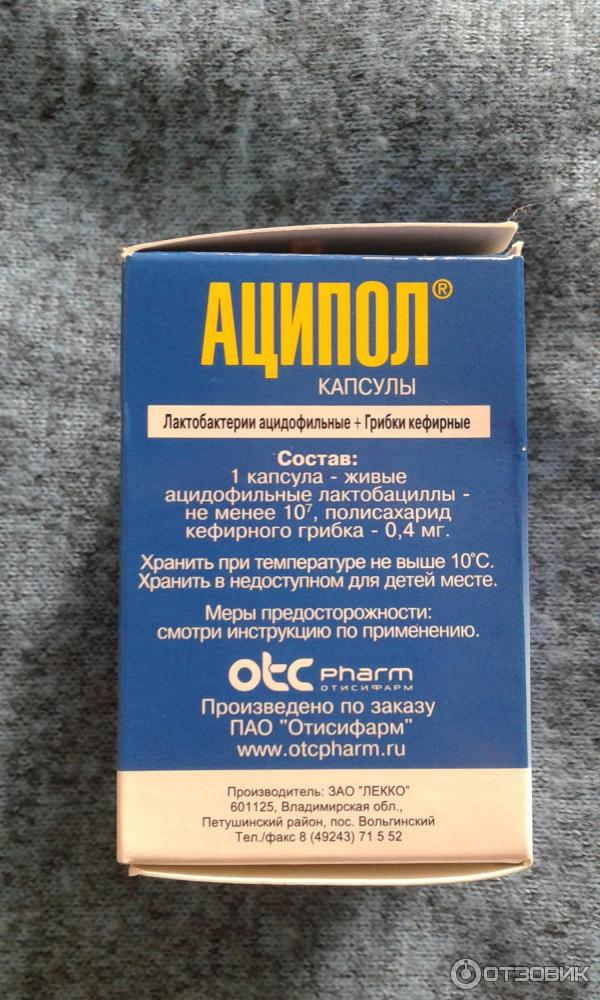 АЦИПОЛ®
КАПСУЛЫ
Лактобактерии ацидофильные + Грибки кефирные
Состав:
1 капсула - живые
ацидофильные лактобациллы -
не менее 10⁷, полисахарид
кефирного грибка - 0,4 мг.
Хранить при температуре не выше 10°С.
Хранить в недоступном для детей месте.
Меры предосторожности:
смотри инструкцию по применению.
otc pharm
ОТИСИФАРМ
Произведено по заказу
ПАО "Отисифарм"
www.otcpharm.ru
Производитель: ЗАО "ЛЕККО"
601125, Владимирская обл.,
Петушинский район, пос. Вольгинский
Тел./факс 8 (49243) 71 5 52
ОТЗОВИК